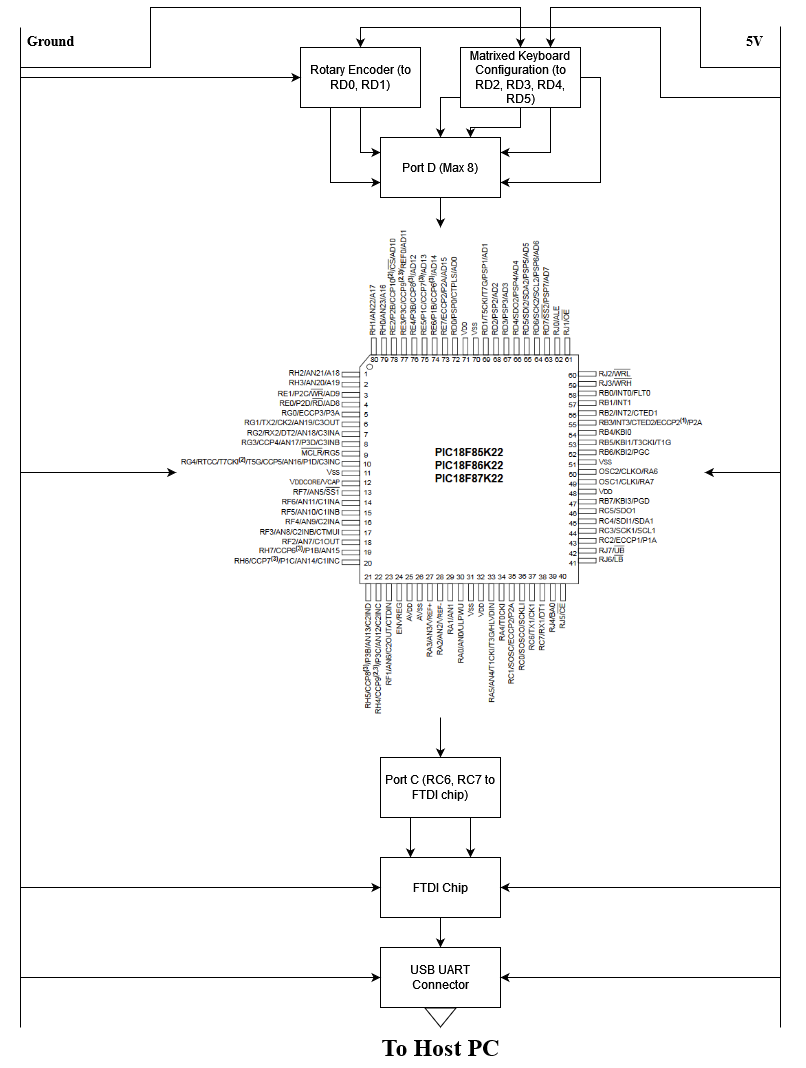 Ground
5V
Rotary Encoder (to
RD0, RD1)
Matrixed Keyboard
Configuration (to
RD2, RD3, RD4,
RD5)
Port D (Max 8)
RH1/AN22/A17
RH0/AN23/A16
RE2/P2B/CCP10(2)/CS/AD10
RE3/P3C/CCP9(2,3)/REF0/AD11
RE4/P3B/CCP8(3)/AD12
RE5/P1C/CCP7(3)/AD13
RE6/P1B/CCP6(3)/AD14
RE7/ECCP2/P2A/AD15
RD0/PSP0/CTPLS/AD0
VDD
VSS
RD1/T5CKI/T7G/PSP1/AD1
RD2/PSP2/AD2
RD3/PSP3/AD3
RD4/SDO2/PSP4/AD4
RD5/SDI2/SDA2/PSP5/AD5
RD6/SCK2/SCL2/PSP6/AD6
RD7/SS2/PSP7/AD7
RJ0/ALE
RJ1/OE
80 79 78 77 76 75 74 73 72 71 70 69 68 67 66 65 64 63 62 61
RH2/AN21/A18 1
RH3/AN20/A19 2
RE1/P2C/WR/AD9 3
RE0/P2D/RD/AD8 4
RG0/ECCP3/P3A 5
RG1/TX2/CK2/AN19/C3OUT 6
RG2/RX2/DT2/AN18/C3INA 7
RG3/CCP4/AN17/P3D/C3INB 8
MCLR/RG5 9
RG4/RTCC/T7CKI(2)/T5G/CCP5/AN16/P1D/C3INC 10
VSS 11
VDDCORE/VCAP 12
RF7/AN5/SS1 13
RF6/AN11/C1INA 14
RF5/AN10/C1INB 15
RF4/AN9/C2INA 16
RF3/AN8/C2INB/CTMUI 17
RF2/AN7/C1OUT 18
RH7/CCP6(3)/P1B/AN15 19
RH6/CCP7(3)/P1C/AN14/C1INC 20
PIC18F85K22
PIC18F86K22
PIC18F87K22
60 RJ2/WRL
59 RJ3/WRH
58 RB0/INT0/FLT0
57 RB1/INT1
56 RB2/INT2/CTED1
55 RB3/INT3/CTED2/ECCP2(1)/P2A
54 RB4/KBI0
53 RB5/KBI1/T3CKI/T1G
52 RB6/KBI2/PGC
51 VSS
50 OSC2/CLKO/RA6
49 OSC1/CLKI/RA7
48 VDD
47 RB7/KBI3/PGD
46 RC5/SDO1
45 RC4/SDI1/SDA1
44 RC3/SCK1/SCL1
43 RC2/ECCP1/P1A
42 RJ7/UB
41 RJ6/LB
21 22 23 24 25 26 27 28 29 30 31 32 33 34 35 36 37 38 39 40
RH5/CCP8(3)/P3B/AN13/C2IND
RH4/CCP9(2,3)/P3C/AN12/C2INC
RF1/AN6/C2OUT/CTDIN
ENVREG
AVDD
AVSS
RA3/AN3/VREF+
RA2/AN2/VREF-
RA1/AN1
RA0/AN0/ULPWU
VSS
VDD
RA5/AN4/T1CKI/T3G/HLVDIN
RA4/T0CKI
RC1/SOSC/ECCP2/P2A
RC0/SOSCO/SCKLI
RC6/TX1/CK1
RC7/RX1/DT1
RJ4/BA0
RJ5/CE
Port C (RC6, RC7 to
FTDI chip)
FTDI Chip
USB UART
Connector
To Host PC